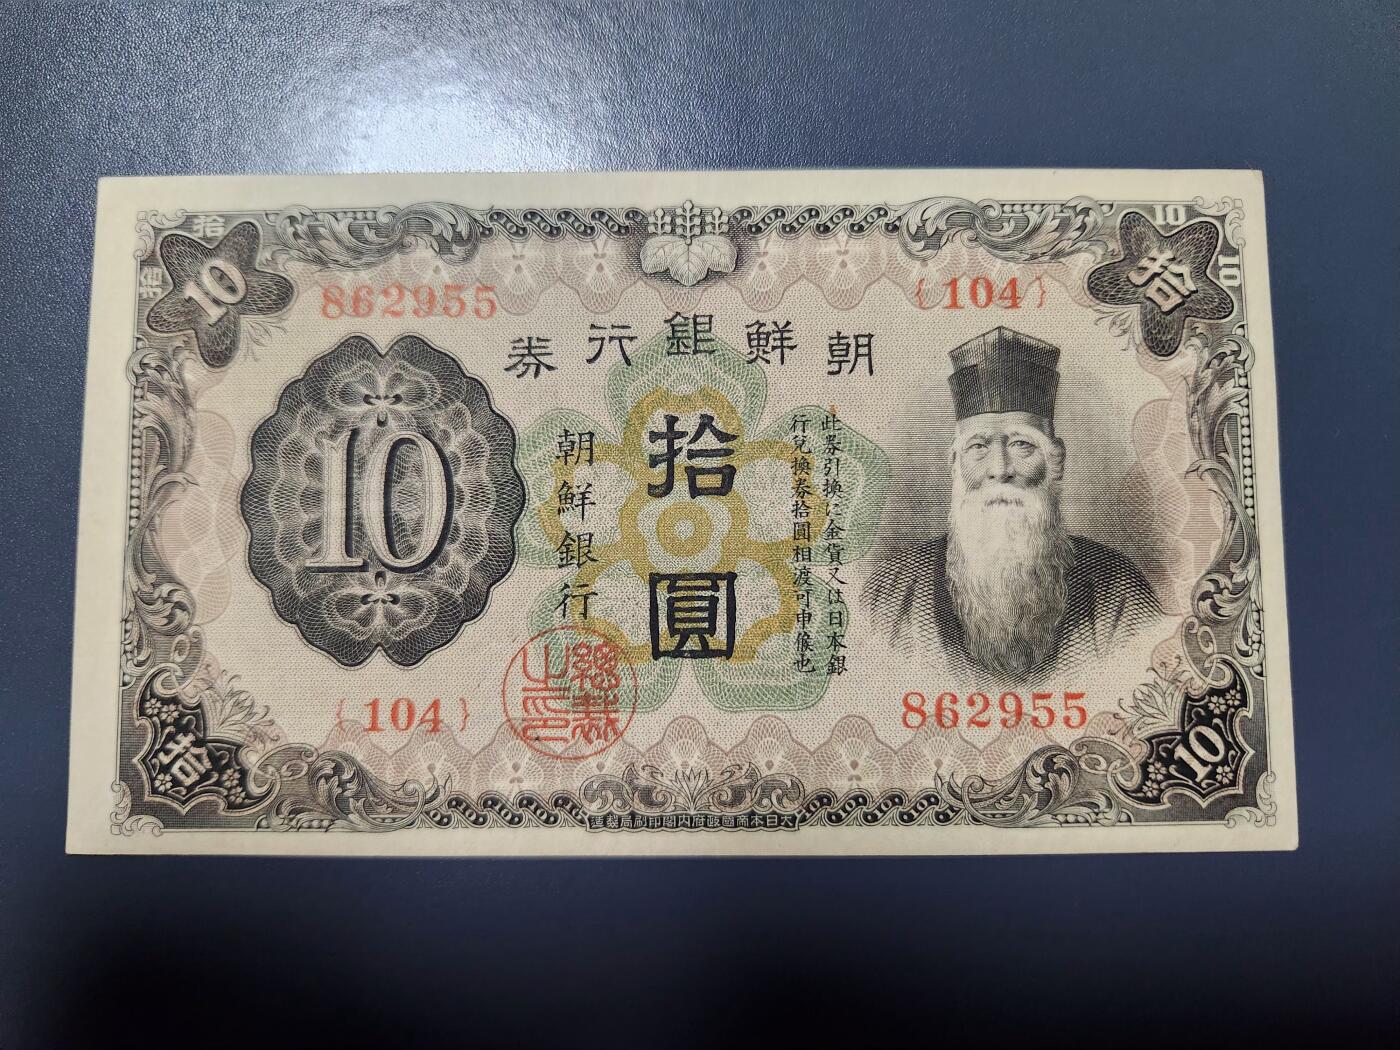 拾
拾
10
10
10
拾
862955
{104}
朝鮮銀行券
10
拾圓
此券引換に金貨又は日本銀
行兌換券拾圓相渡可申候也
朝鮮銀行
{104}
862955
拾
10
大日本帝國政府内閣印刷局製造